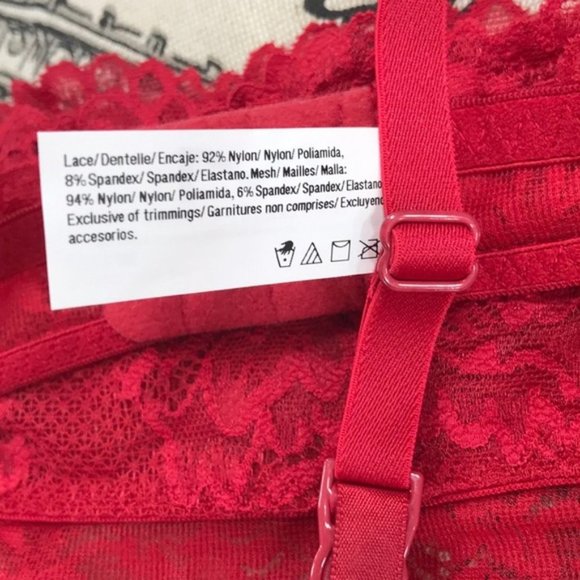 Lace/Dentelle/Encaje: 92% Nylon/ Nylon/ Poliamida,
8% Spandex/ Spandex/ Elastano. Mesh/ Mailles/ Malla:
94% Nylon/ Nylon/ Poliamida, 6% Spandex/ Spandex/ Elastano
Exclusive of trimmings/ Garnitures non comprises/ Excluyend
accesorios.